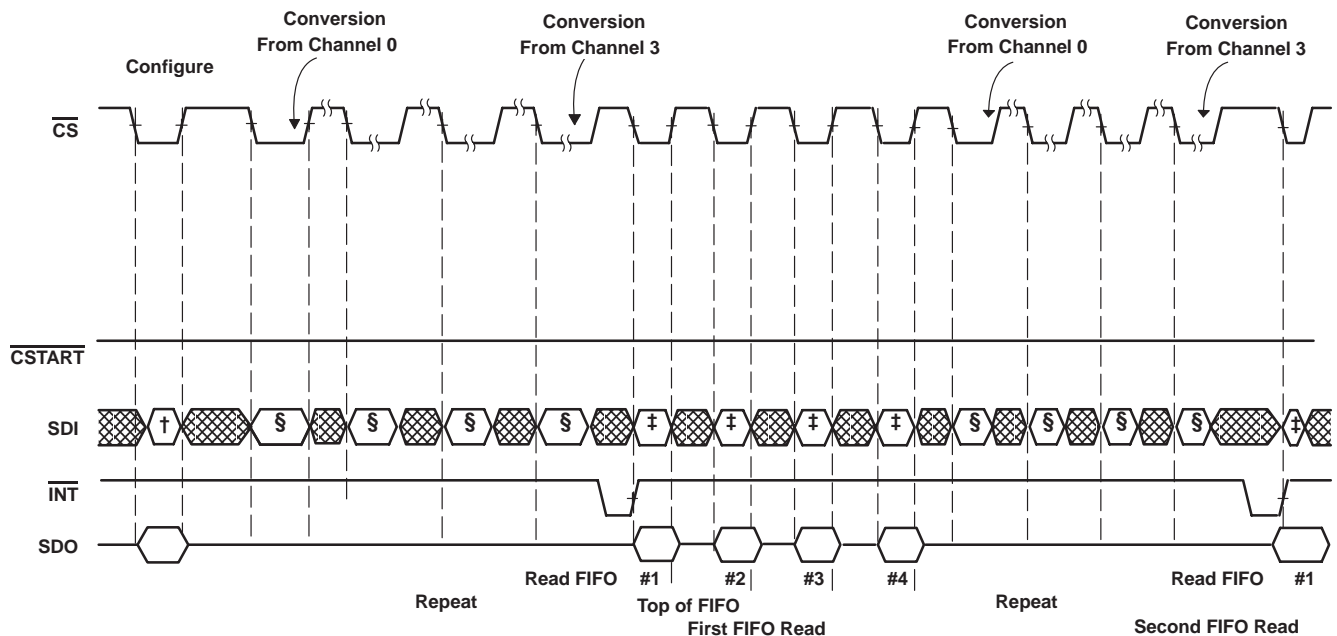 Conversion
From Channel 0
Conversion
From Channel 3
Conversion
From Channel 0
Conversion
From Channel 3
Configure
CS
CSTART
SDI
†
§
§
§
§
‡
‡
‡
‡
§
§
§
§
‡
INT
SDO
Read FIFO
#1
#2
#3
#4
Read FIFO
#1
Repeat
Top of FIFO
Repeat
First FIFO Read
Second FIFO Read